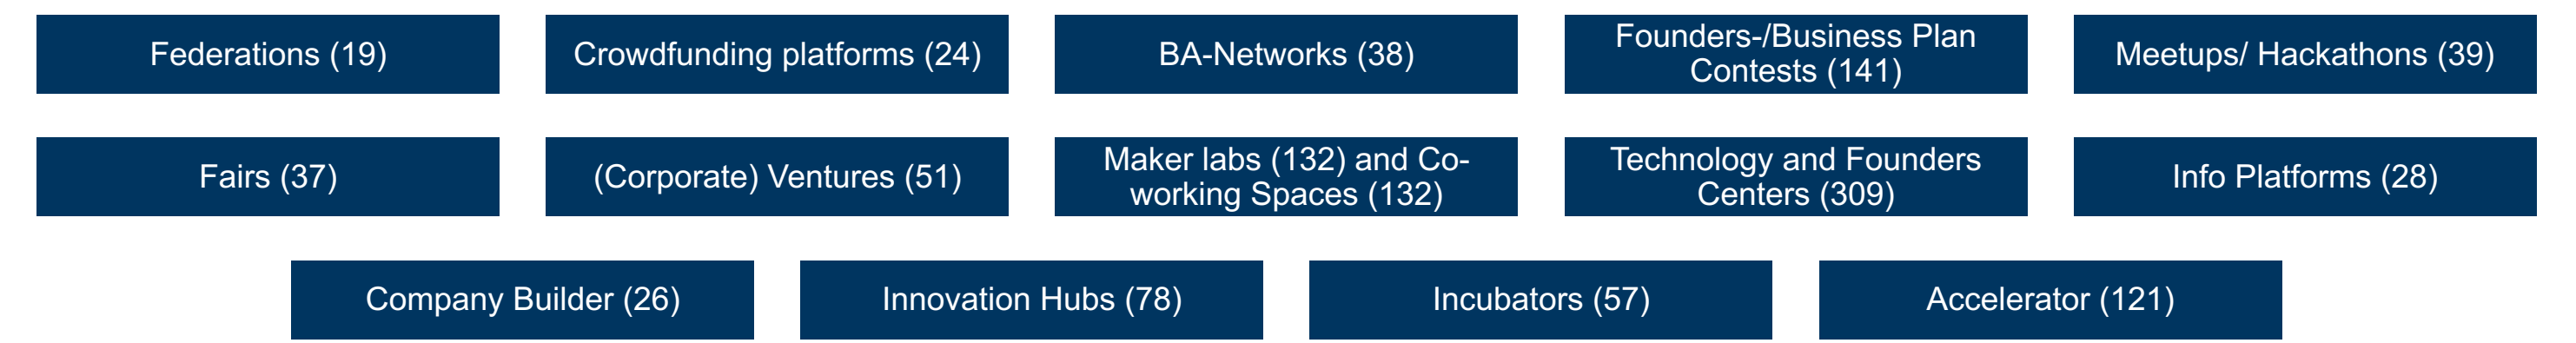 Federations (19)
Crowdfunding platforms (24)
BA-Networks (38)
Founders-/Business Plan
Contests (141)
Meetups/ Hackathons (39)
Fairs (37)
(Corporate) Ventures (51)
Maker labs (132) and Co-
working Spaces (132)
Technology and Founders
Centers (309)
Info Platforms (28)
Company Builder (26)
Innovation Hubs (78)
Incubators (57)
Accelerator (121)